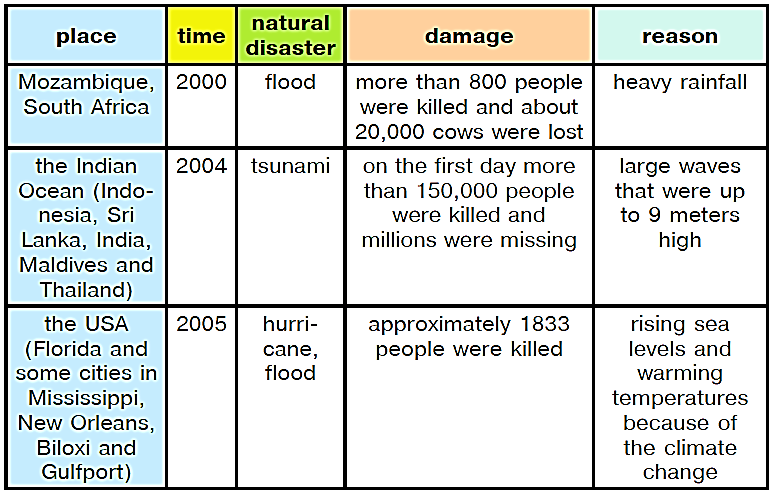 place
time
natural
disaster
damage
reason
Mozambique,
South Africa
2000
flood
more than 800 people
were killed and about
20,000 cows were lost
heavy rainfall
the Indian
Ocean (Indo-
nesia, Sri
Lanka, India,
Maldives and
Thailand)
2004
tsunami
on the first day more
than 150,000 people
were killed and
millions were missing
large waves
that were up
to 9 meters
high
the USA
(Florida and
some cities in
Mississippi,
New Orleans,
Biloxi and
Gulfport)
2005
hurri-
cane,
flood
approximately 1833
people were killed
rising sea
levels and
warming
temperatures
because of
the climate
change